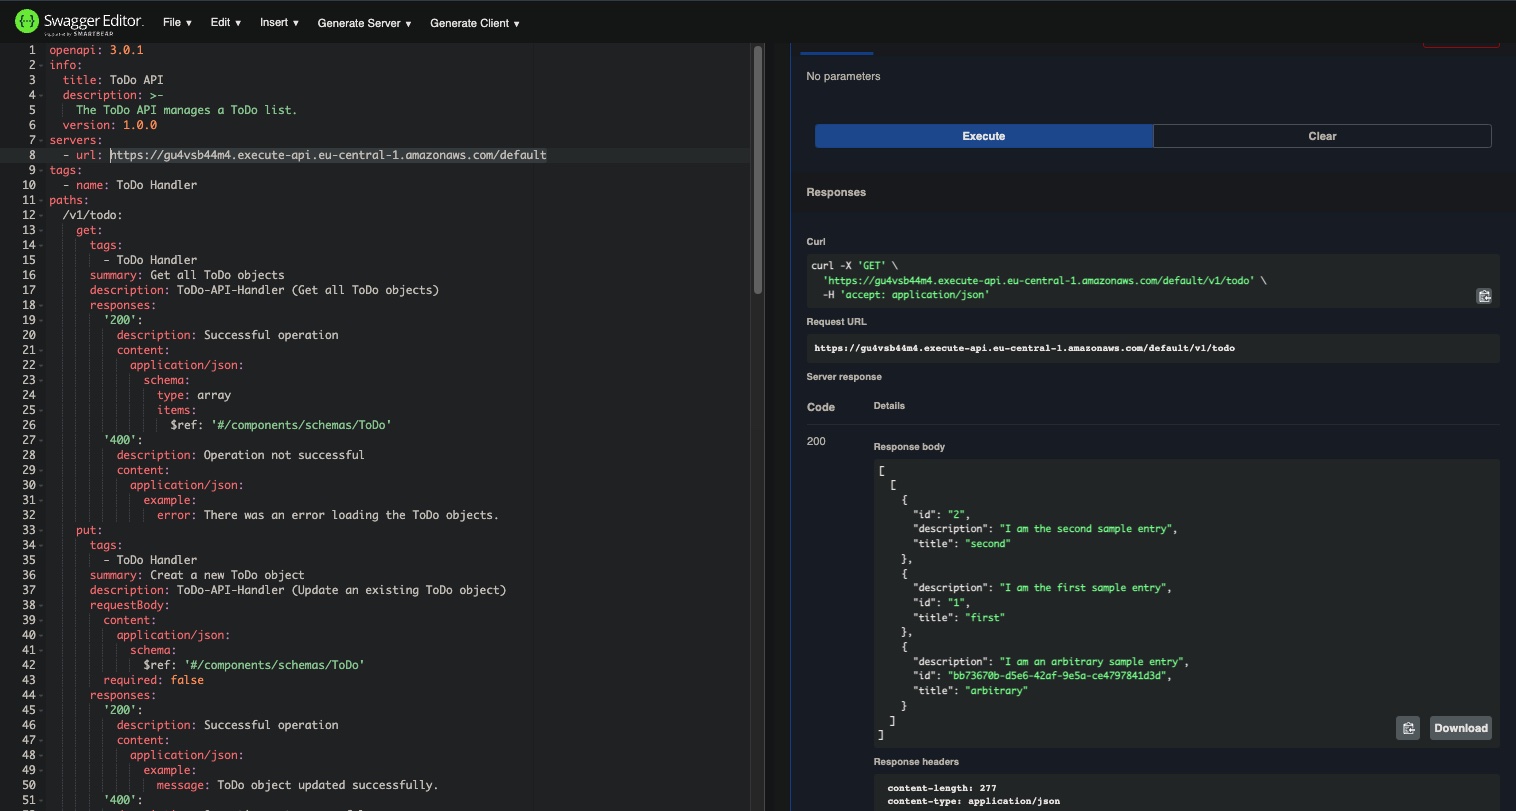 Swagger Editor.
Supported by SMARTBEAR
File ▾ Edit ▾ Insert ▾ Generate Server ▾ Generate Client ▾
1 openapi: 3.0.1
2 info:
3 title: ToDo API
4 description: >-
5 The ToDo API manages a ToDo list.
6 version: 1.0.0
7 servers:
8 - url: https://gu4vsb44m4.execute-api.eu-central-1.amazonaws.com/default
9 tags:
10 - name: ToDo Handler
11 paths:
12 /v1/todo:
13 get:
14 tags:
15 - ToDo Handler
16 summary: Get all ToDo objects
17 description: ToDo-API-Handler (Get all ToDo objects)
18 responses:
19 '200':
20 description: Successful operation
21 content:
22 application/json:
23 schema:
24 type: array
25 items:
26 $ref: '#/components/schemas/ToDo'
27 '400':
28 description: Operation not successful
29 content:
30 application/json:
31 example:
32 error: There was an error loading the ToDo objects.
33 put:
34 tags:
35 - ToDo Handler
36 summary: Creat a new ToDo object
37 description: ToDo-API-Handler (Update an existing ToDo object)
38 requestBody:
39 content:
40 application/json:
41 schema:
42 $ref: '#/components/schemas/ToDo'
43 required: false
44 responses:
45 '200':
46 description: Successful operation
47 content:
48 application/json:
49 example:
50 message: ToDo object updated successfully.
51 '400':
No parameters
Execute
Clear
Responses
Curl
curl -X 'GET' \
'https://gu4vsb44m4.execute-api.eu-central-1.amazonaws.com/default/v1/todo' \
-H 'accept: application/json'
Request URL
https://gu4vsb44m4.execute-api.eu-central-1.amazonaws.com/default/v1/todo
Server response
Code Details
200
Response body
[
[
{
"id": "2",
"description": "I am the second sample entry",
"title": "second"
},
{
"description": "I am the first sample entry",
"id": "1",
"title": "first"
},
{
"description": "I am an arbitrary sample entry",
"id": "bb73670b-d5e6-42af-9e5a-ce4797841d3d",
"title": "arbitrary"
}
]
]
Download
Response headers
content-length: 277
content-type: application/json